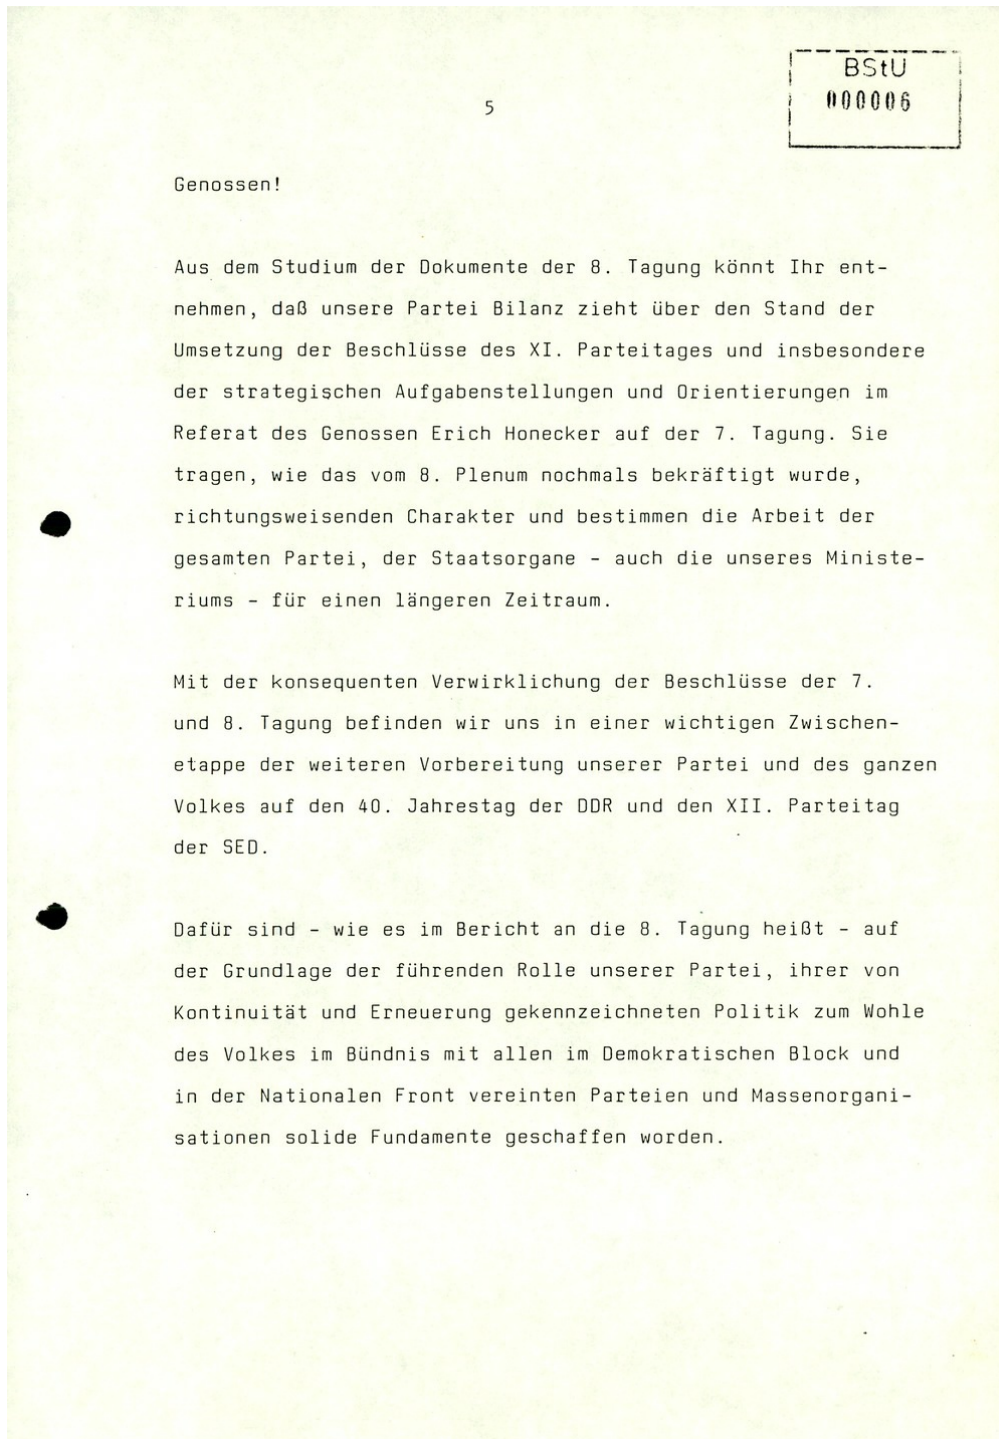 BStU
000006
5
Genossen!
Aus dem Studium der Dokumente der 8. Tagung könnt Ihr ent-
nehmen, daß unsere Partei Bilanz zieht über den Stand der
Umsetzung der Beschlüsse des XI. Parteitages und insbesondere
der strategischen Aufgabenstellungen und Orientierungen im
Referat des Genossen Erich Honecker auf der 7. Tagung. Sie
tragen, wie das vom 8. Plenum nochmals bekräftigt wurde,
richtungsweisenden Charakter und bestimmen die Arbeit der
gesamten Partei, der Staatsorgane - auch die unseres Ministe-
riums - für einen längeren Zeitraum.
Mit der konsequenten Verwirklichung der Beschlüsse der 7.
und 8. Tagung befinden wir uns in einer wichtigen Zwischen-
etappe der weiteren Vorbereitung unserer Partei und des ganzen
Volkes auf den 40. Jahrestag der DDR und den XII. Parteitag
der SED.
Dafür sind - wie es im Bericht an die 8. Tagung heißt - auf
der Grundlage der führenden Rolle unserer Partei, ihrer von
Kontinuität und Erneuerung gekennzeichneten Politik zum Wohle
des Volkes im Bündnis mit allen im Demokratischen Block und
in der Nationalen Front vereinten Parteien und Massenorgani-
sationen solide Fundamente geschaffen worden.